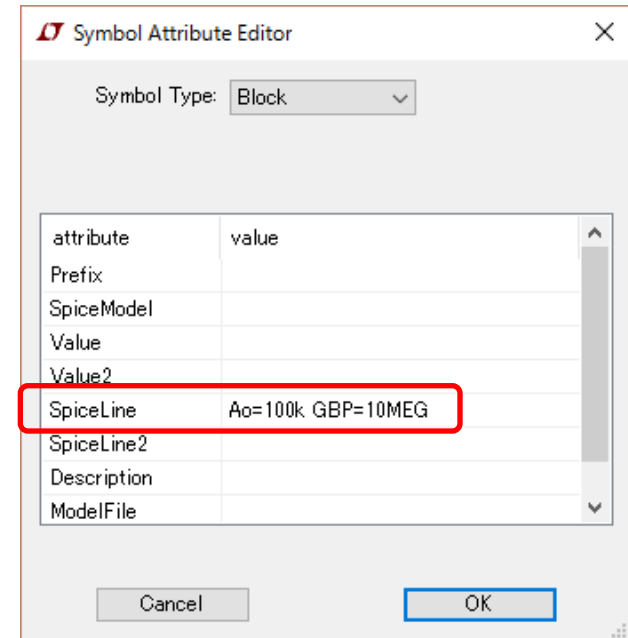 Symbol Attribute Editor
Symbol Type: Block
attribute value
Prefix
SpiceModel
Value
Value2
SpiceLine Ao=100k GBP=10MEG
SpiceLine2
Description
ModelFile
Cancel OK